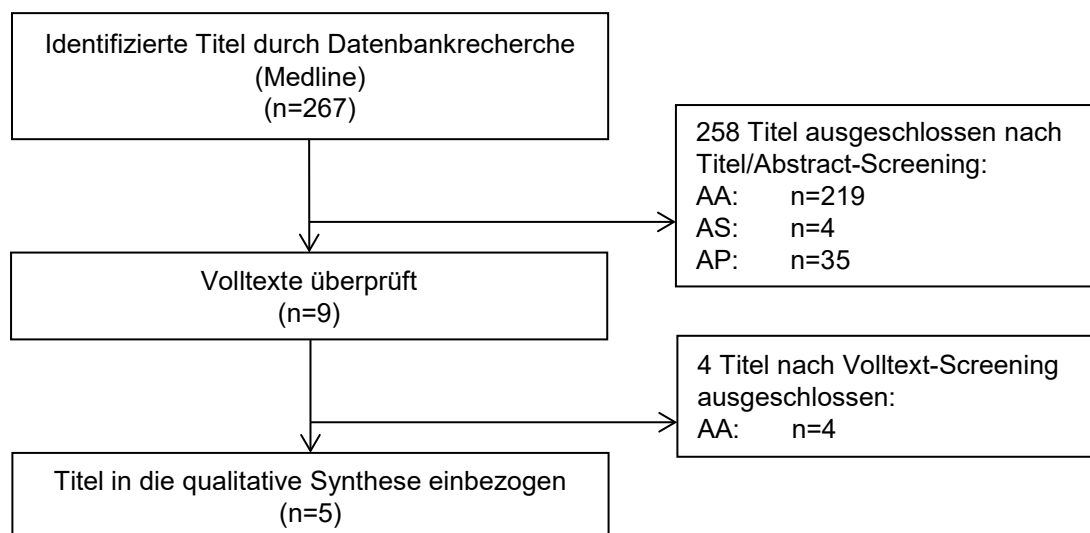 Identifizierte Titel durch Datenbankrecherche
(Medline)
(n=267)
258 Titel ausgeschlossen nach
Titel/Abstract-Screening:
AA: n=219
AS: n=4
AP: n=35
Volltexte überprüft
(n=9)
4 Titel nach Volltext-Screening
ausgeschlossen:
AA: n=4
Titel in die qualitative Synthese einbezogen
(n=5)